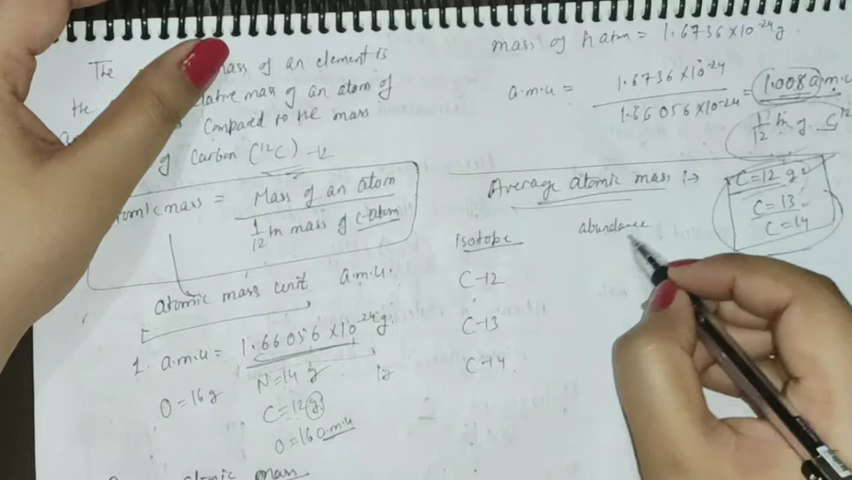 The mass of an element is
the relative mass of an atom of
compared to the mass
of Carbon (¹²C) - 12
atomic mass = Mass of an atom / 1/12 th mass of C-atom
atomic mass unit a.m.u.
1. a.m.u = 1.66056 x 10⁻²⁴ g.
O = 16 g N = 14 g
C = 12 g
O = 16 a.m.u
atomic mass
mass of h atm = 1.6736 x 10⁻²⁴ g.
a.m.u = 1.6736 x 10⁻²⁴ / 1.66056 x 10⁻²⁴ = 1.008 a.m.u
1/12 th g C¹²
Average atomic mass :→
C = 12 g
C = 13
C = 14
isotope abundance
C-12
C-13
C-14